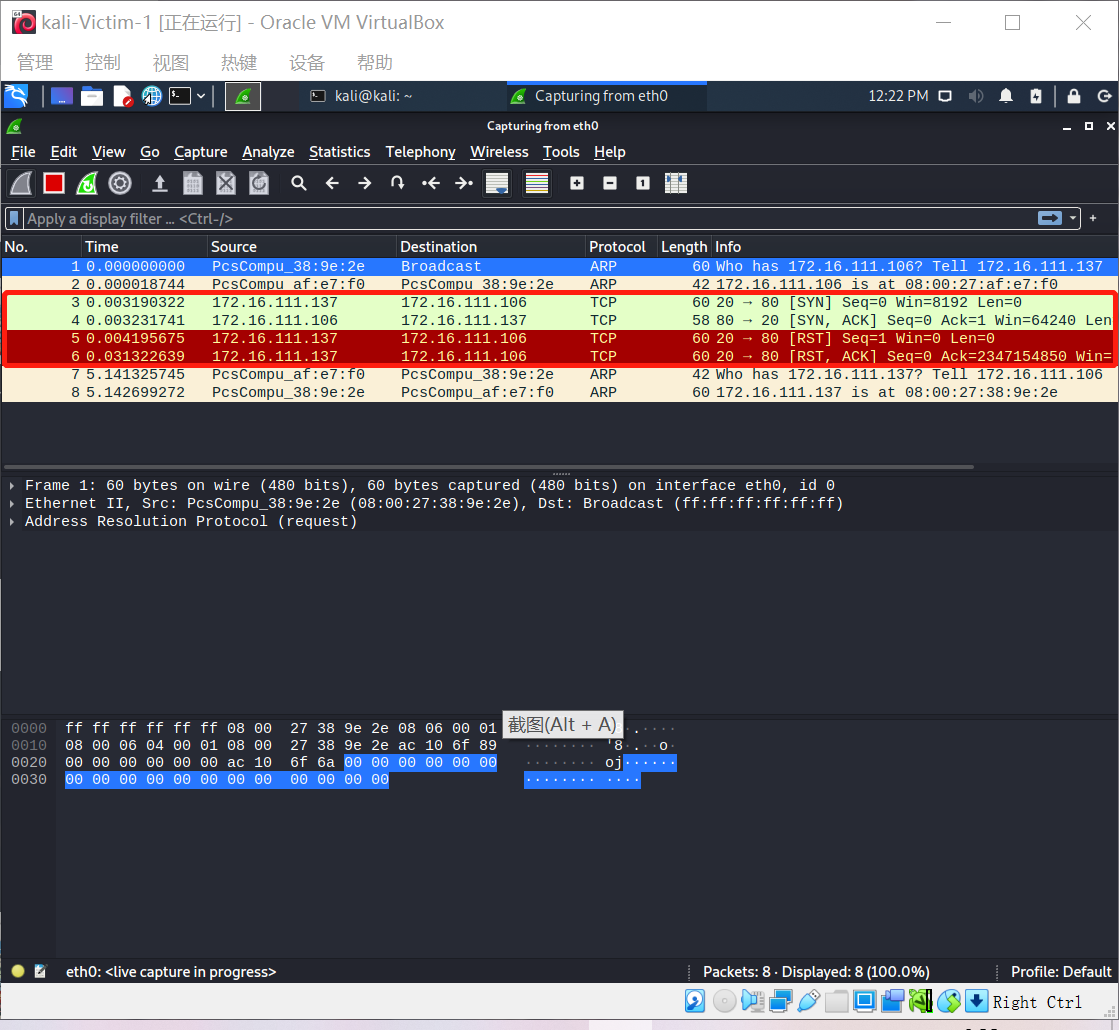 kali-Victim-1 [正在运行] - Oracle VM VirtualBox
管理 控制 视图 热键 设备 帮助
kali@kali: ~ Capturing from eth0 12:22 PM
Capturing from eth0
File Edit View Go Capture Analyze Statistics Telephony Wireless Tools Help
Apply a display filter ... <Ctrl-/>
No. Time Source Destination Protocol Length Info
1 0.000000000 PcsCompu_38:9e:2e Broadcast ARP 60 Who has 172.16.111.106? Tell 172.16.111.137
2 0.000018744 PcsCompu_af:e7:f0 PcsCompu_38:9e:2e ARP 42 172.16.111.106 is at 08:00:27:af:e7:f0
3 0.003190322 172.16.111.137 172.16.111.106 TCP 60 20 → 80 [SYN] Seq=0 Win=8192 Len=0
4 0.003231741 172.16.111.106 172.16.111.137 TCP 58 80 → 20 [SYN, ACK] Seq=0 Ack=1 Win=64240 Len
5 0.004195675 172.16.111.137 172.16.111.106 TCP 60 20 → 80 [RST] Seq=1 Win=0 Len=0
6 0.031322639 172.16.111.137 172.16.111.106 TCP 60 20 → 80 [RST, ACK] Seq=0 Ack=2347154850 Win=
7 5.141325745 PcsCompu_af:e7:f0 PcsCompu_38:9e:2e ARP 42 Who has 172.16.111.137? Tell 172.16.111.106
8 5.142699272 PcsCompu_38:9e:2e PcsCompu_af:e7:f0 ARP 60 172.16.111.137 is at 08:00:27:38:9e:2e
Frame 1: 60 bytes on wire (480 bits), 60 bytes captured (480 bits) on interface eth0, id 0
Ethernet II, Src: PcsCompu_38:9e:2e (08:00:27:38:9e:2e), Dst: Broadcast (ff:ff:ff:ff:ff:ff)
Address Resolution Protocol (request)
截图(Alt + A)
0000 ff ff ff ff ff ff 08 00 27 38 9e 2e 08 06 00 01
0010 08 00 06 04 00 01 08 00 27 38 9e 2e ac 10 6f 89 ········ '8·.··o·
0020 00 00 00 00 00 00 ac 10 6f 6a 00 00 00 00 00 00 ········ oj······
0030 00 00 00 00 00 00 00 00 00 00 00 00 ········ ····
eth0: <live capture in progress> Packets: 8 · Displayed: 8 (100.0%) Profile: Default
Right Ctrl